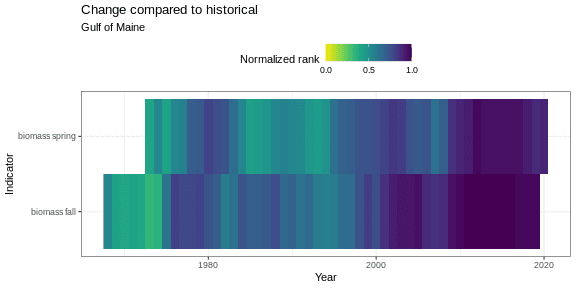 Change compared to historical
Gulf of Maine
Normalized rank
0.0 0.5 1.0
biomass spring
biomass fall
Indicator
1980 2000 2020
Year